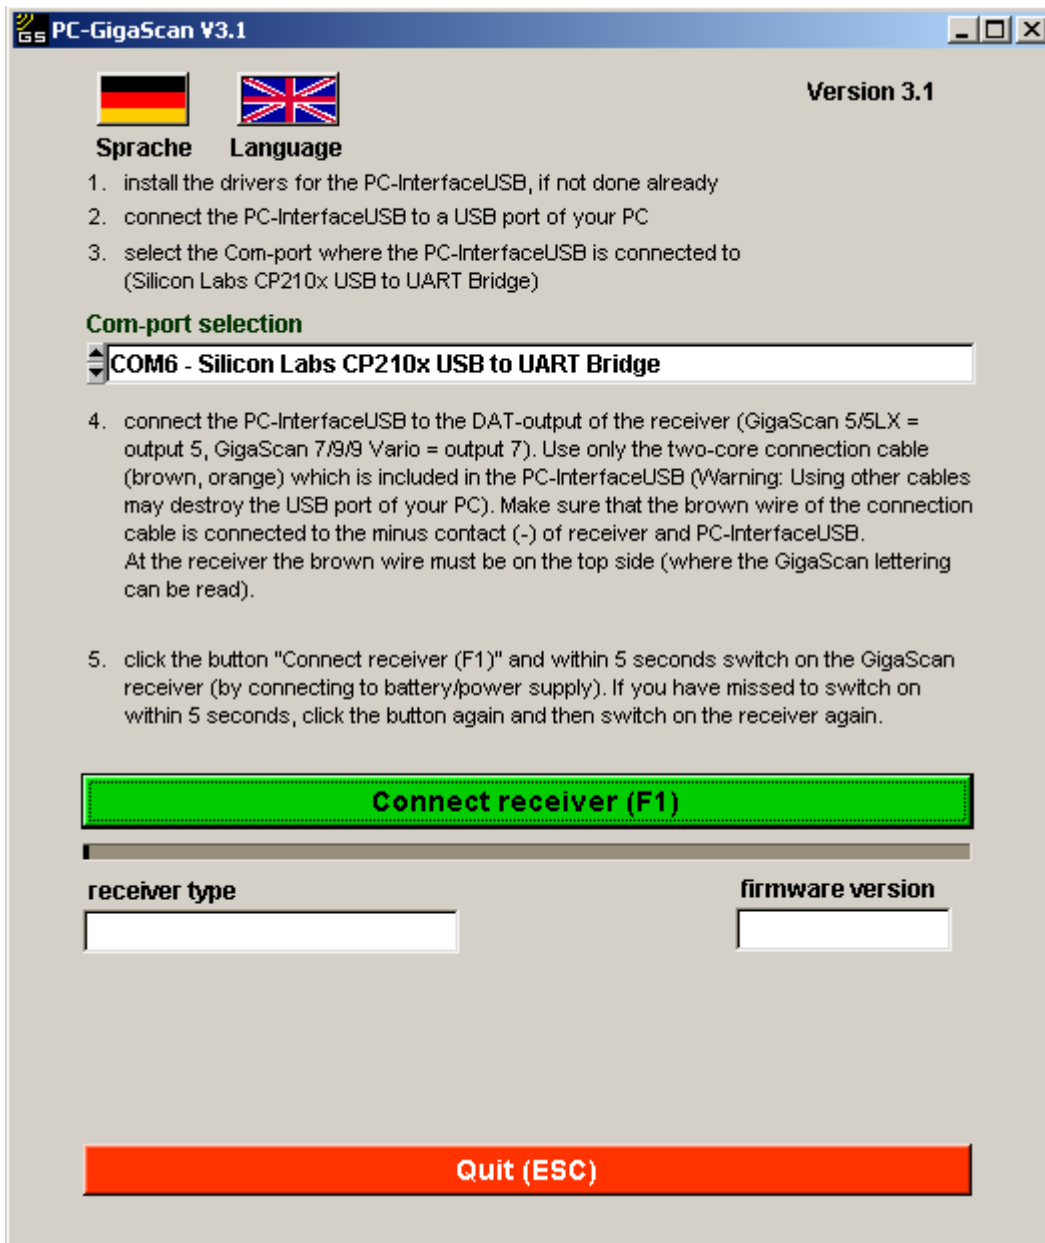 GS PC-GigaScan V3.1
Version 3.1
Sprache Language
1. install the drivers for the PC-InterfaceUSB, if not done already
2. connect the PC-InterfaceUSB to a USB port of your PC
3. select the Com-port where the PC-InterfaceUSB is connected to
(Silicon Labs CP210x USB to UART Bridge)
Com-port selection
COM6 - Silicon Labs CP210x USB to UART Bridge
4. connect the PC-InterfaceUSB to the DAT-output of the receiver (GigaScan 5/5LX =
output 5, GigaScan 7/9/9 Vario = output 7). Use only the two-core connection cable
(brown, orange) which is included in the PC-InterfaceUSB (Warning: Using other cables
may destroy the USB port of your PC). Make sure that the brown wire of the connection
cable is connected to the minus contact (-) of receiver and PC-InterfaceUSB.
At the receiver the brown wire must be on the top side (where the GigaScan lettering
can be read).
5. click the button "Connect receiver (F1)" and within 5 seconds switch on the GigaScan
receiver (by connecting to battery/power supply). If you have missed to switch on
within 5 seconds, click the button again and then switch on the receiver again.
Connect receiver (F1)
receiver type firmware version
Quit (ESC)